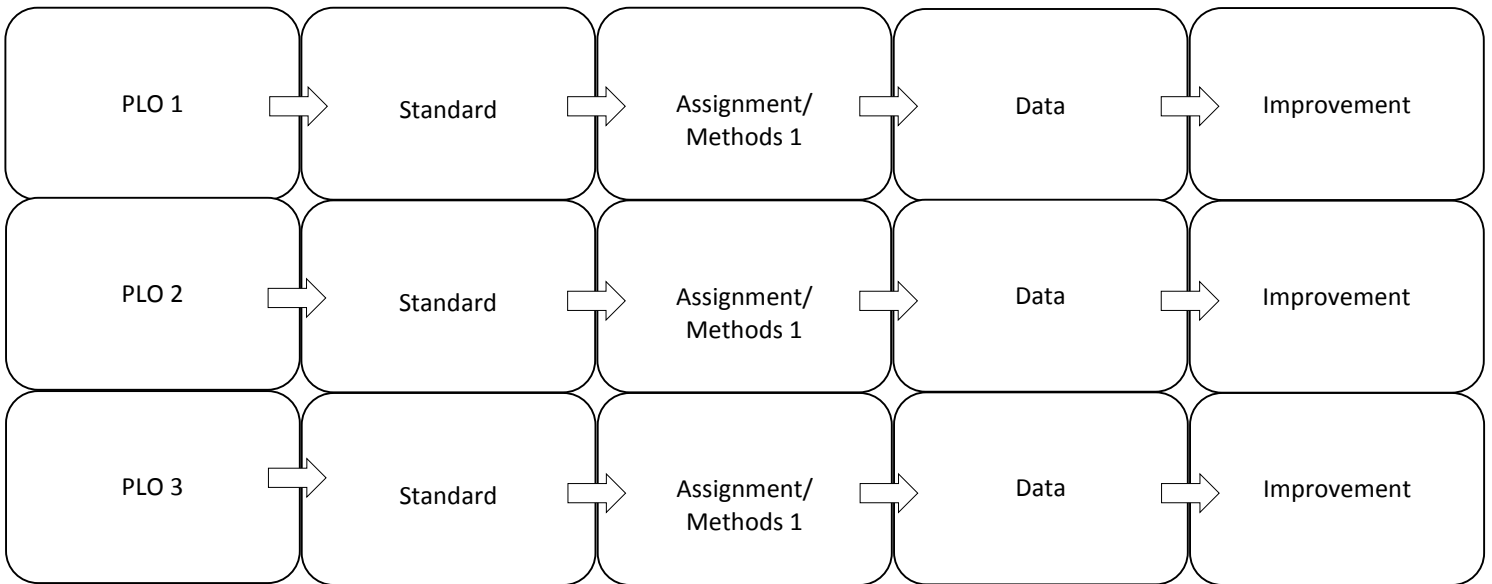 PLO 1
Standard
Assignment/
Methods 1
Data
Improvement
PLO 2
Standard
Assignment/
Methods 1
Data
Improvement
PLO 3
Standard
Assignment/
Methods 1
Data
Improvement